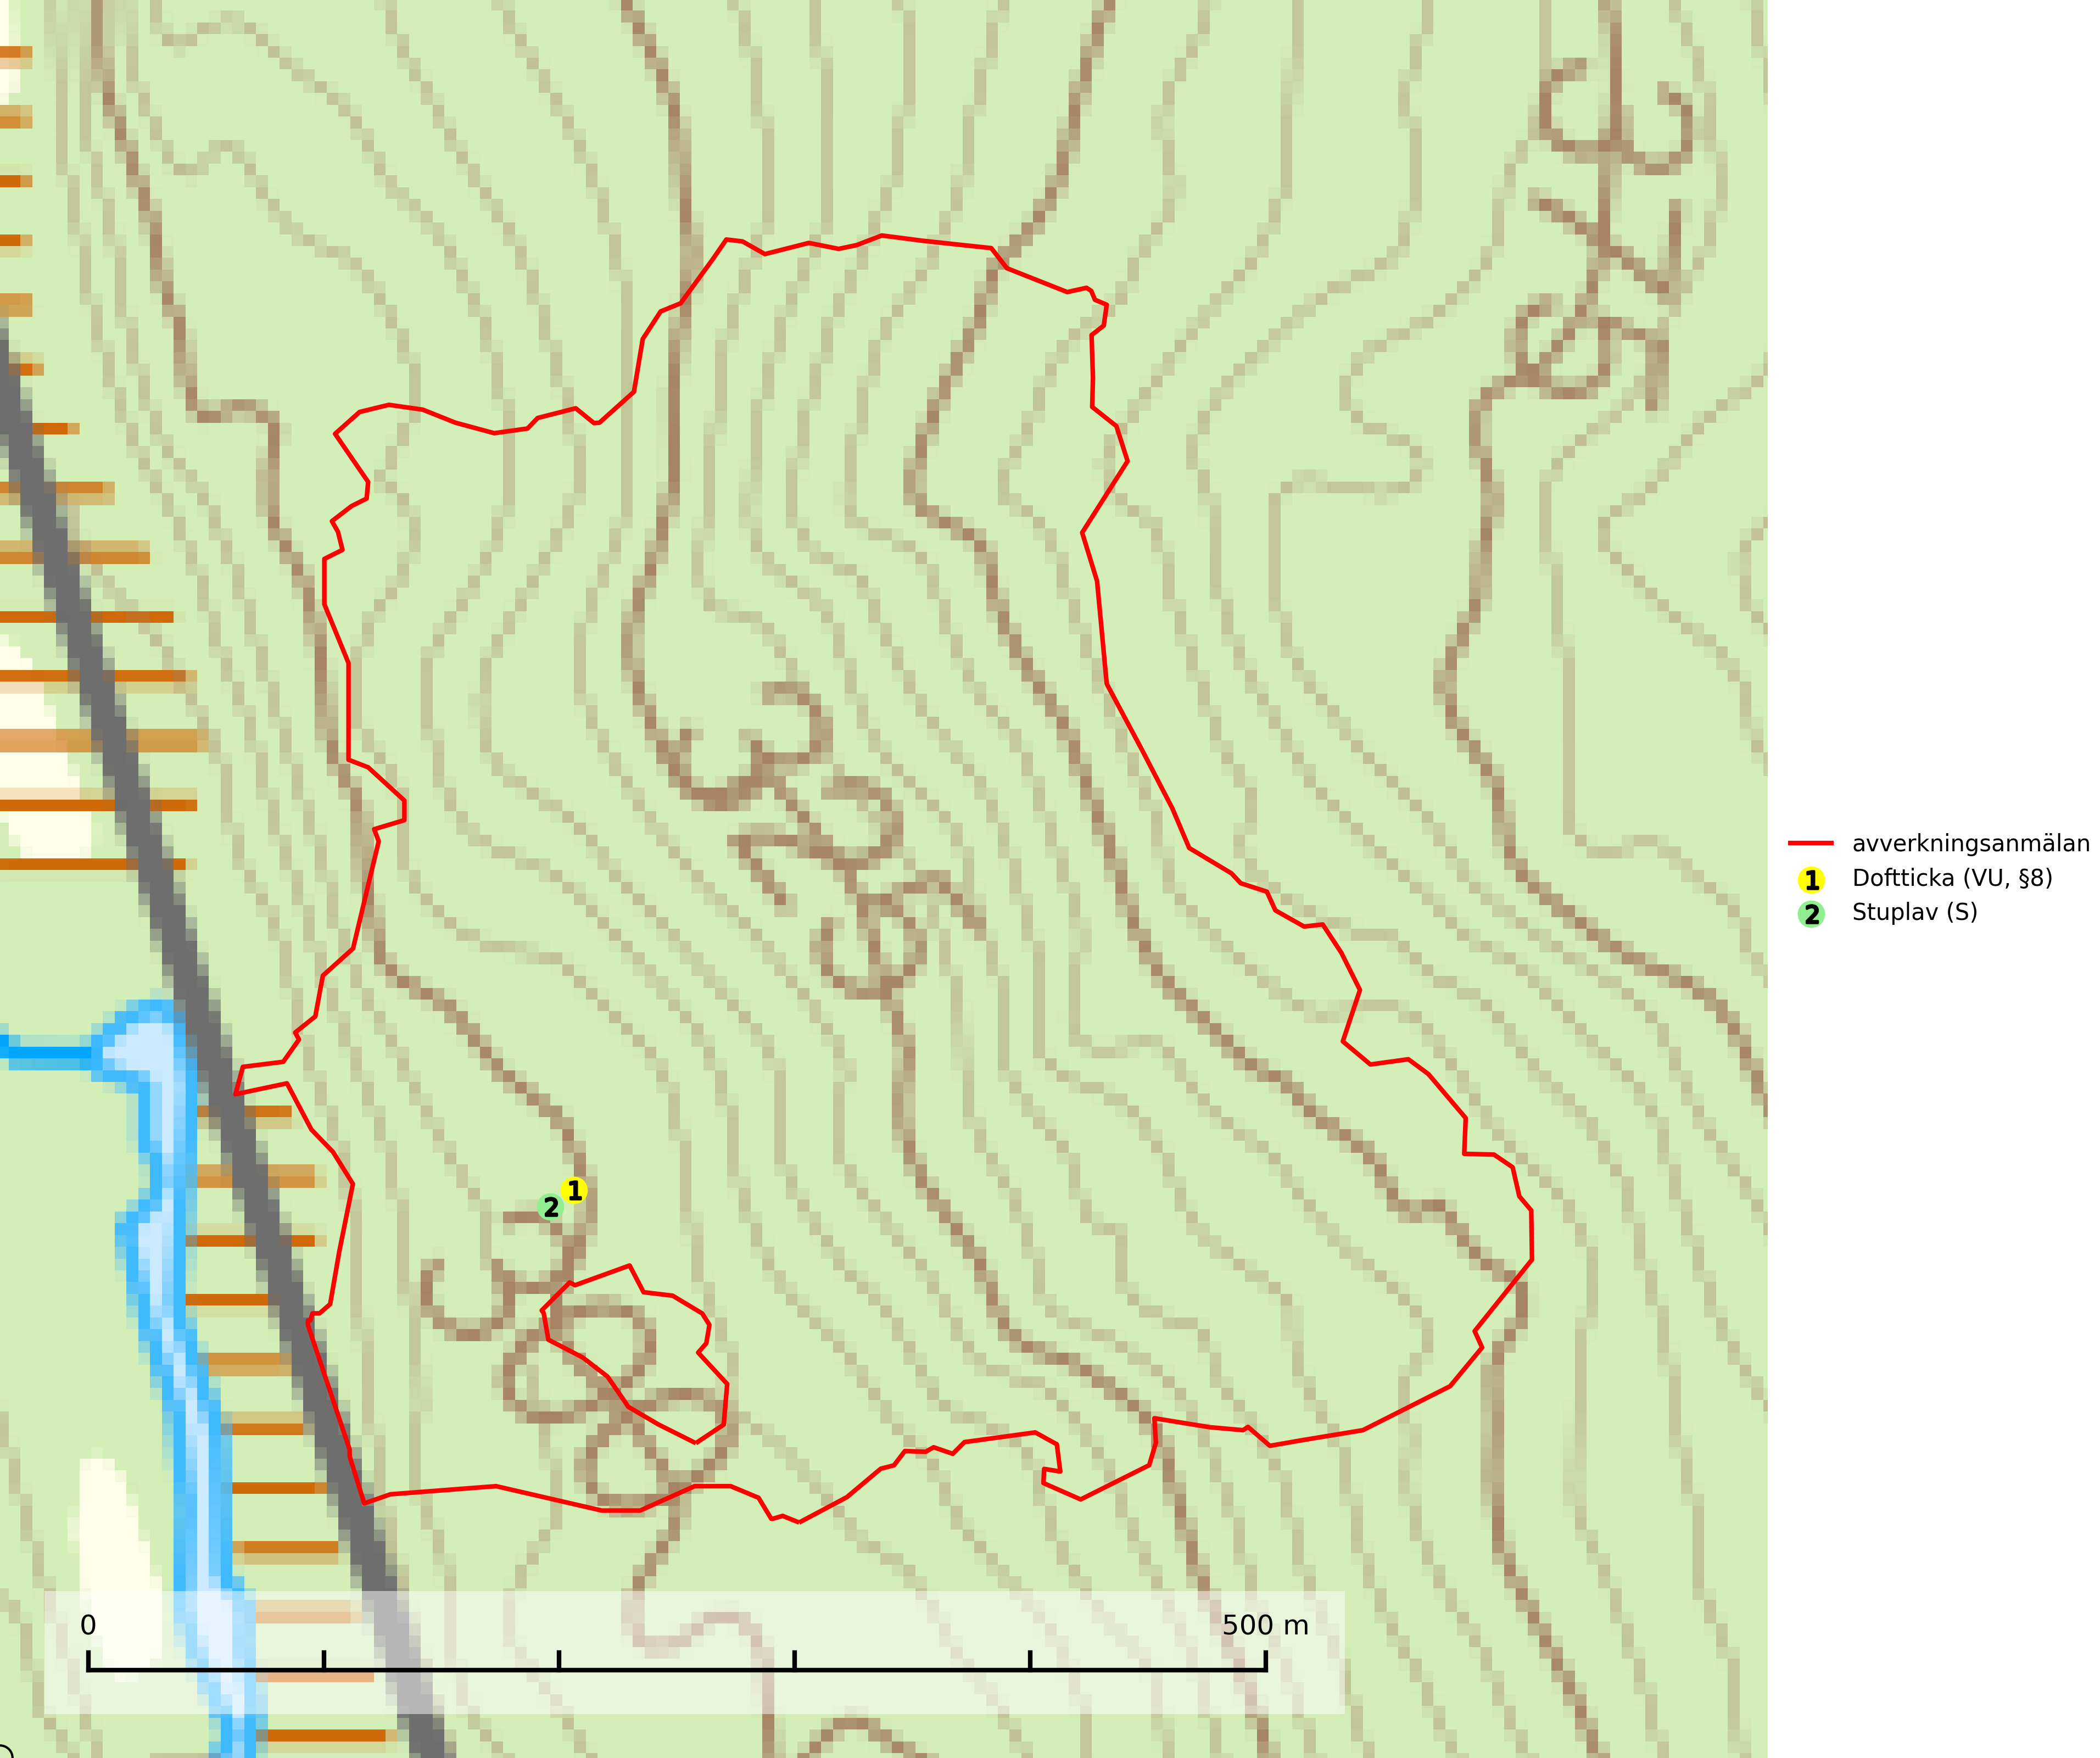 1
2
avverkningsanmälan
1 Doftticka (VU, §8)
2 Stuplav (S)
0 500 m